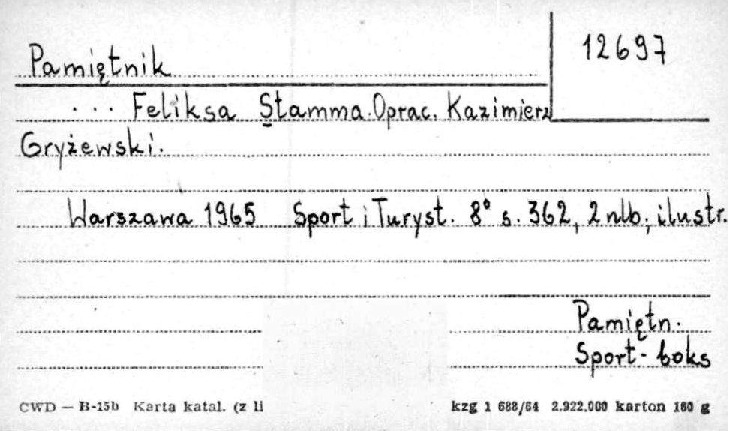 12697
Pamiętnik
... Feliksa Stamma. Oprac. Kazimierz
Gryżewski.
Warszawa 1965 Sport i Turyst. 8° s. 362, 2 nlb; ilustr.
Pamiętn.
Sport - boks
CWD — B-15b Karta katal. (z li
kzg 1 688/64 2.922.000 karton 160 g